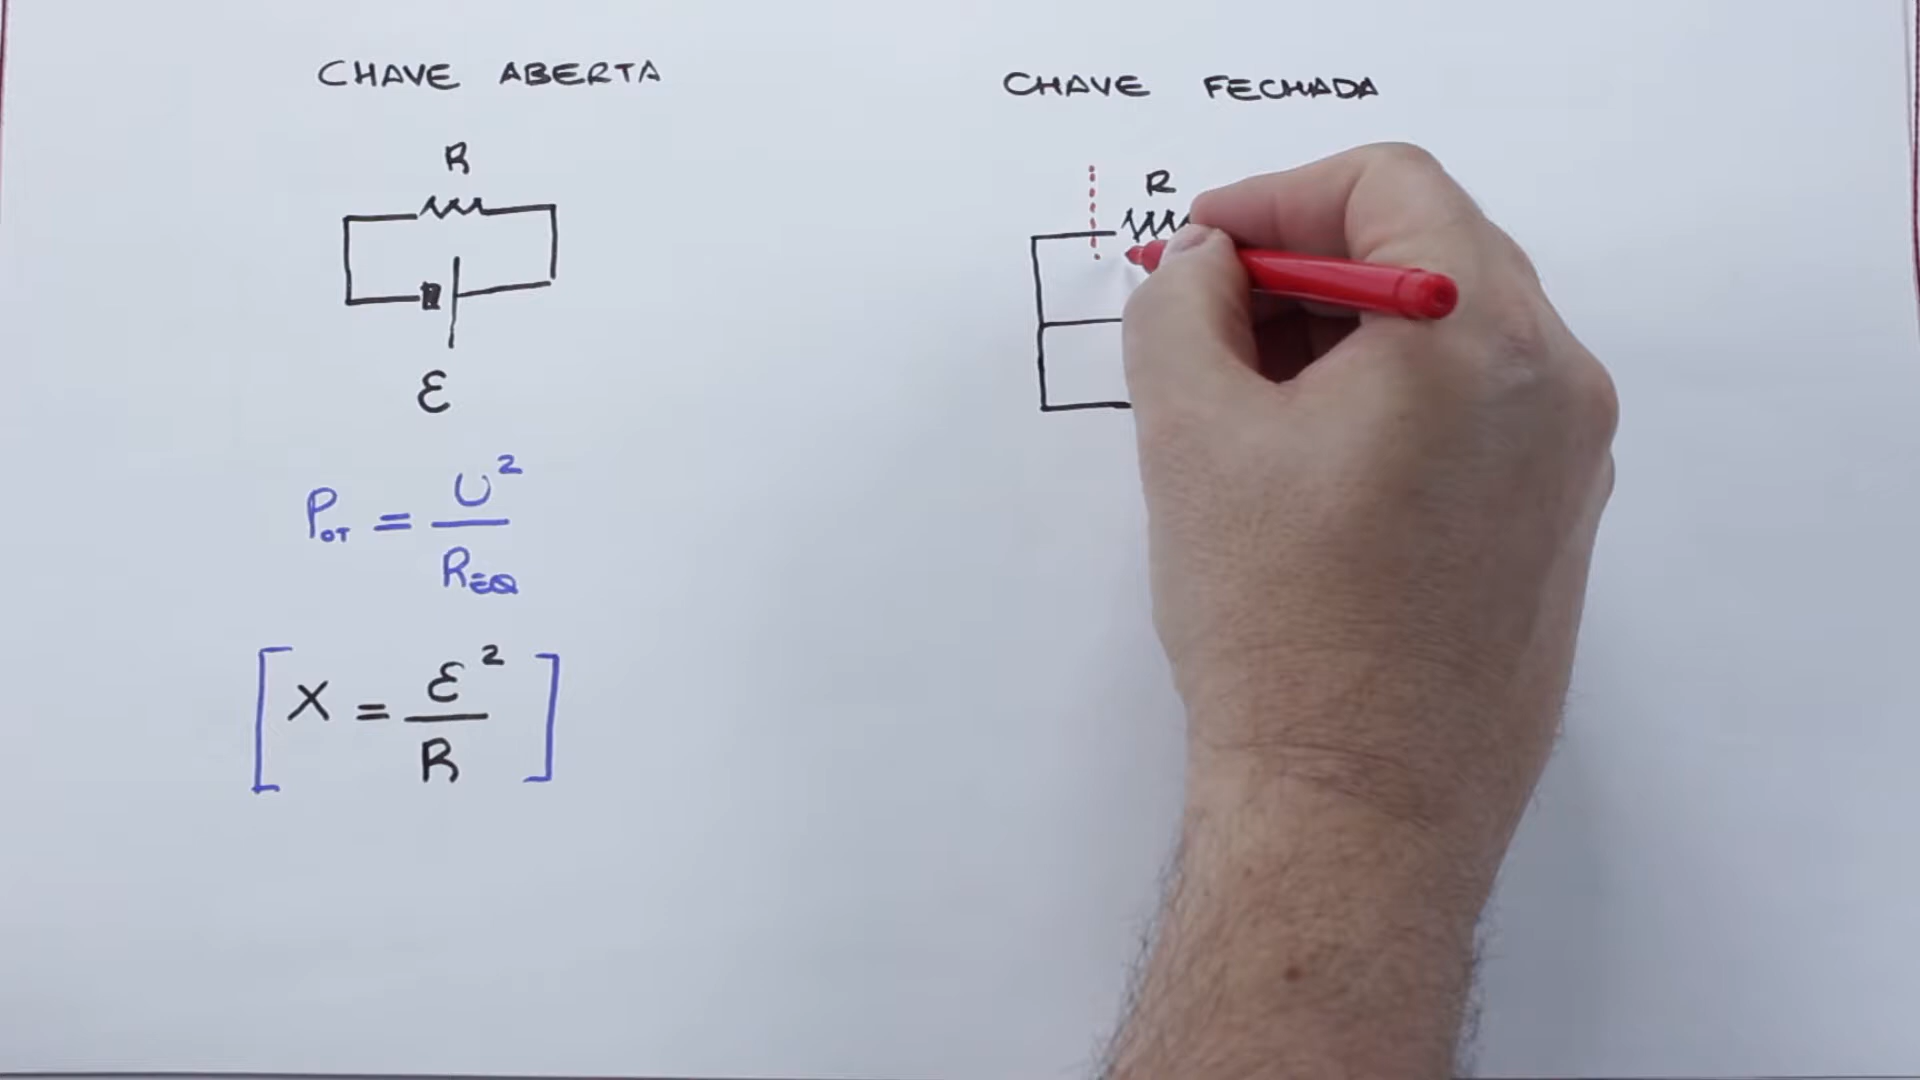 CHAVE ABERTA
R
ε
Pot = U²/REQ
[X = ε²/R]
CHAVE FECHADA
R